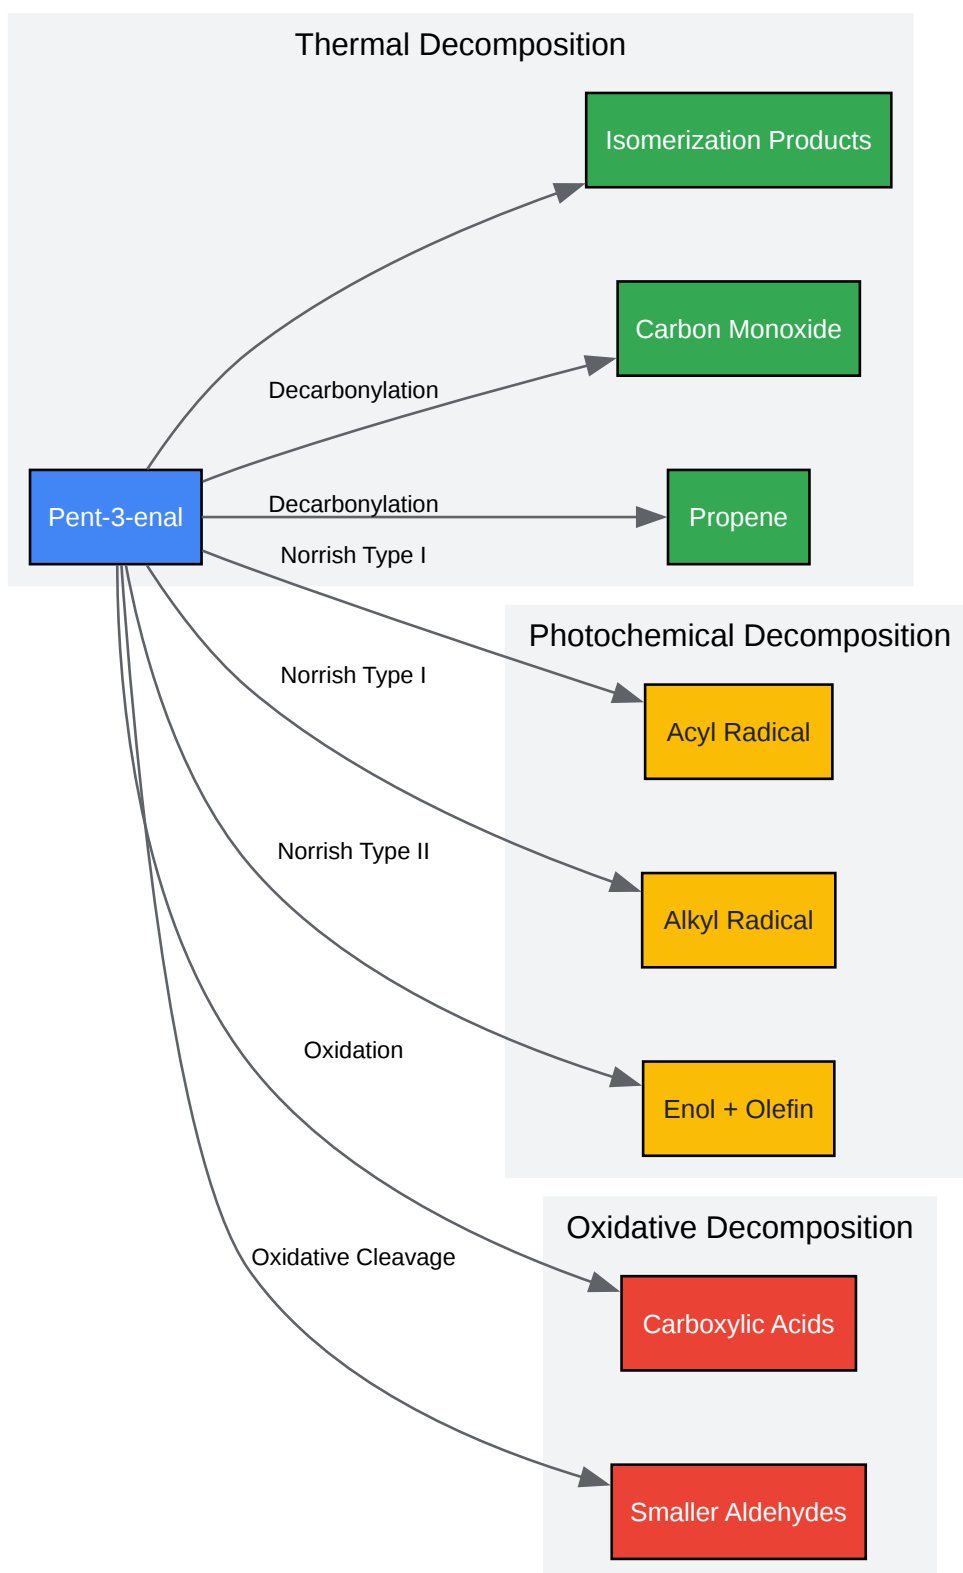 Thermal Decomposition
Isomerization Products
Carbon Monoxide
Decarbonylation
Pent-3-enal
Decarbonylation
Propene
Norrish Type I
Photochemical Decomposition
Norrish Type I
Acyl Radical
Norrish Type II
Alkyl Radical
Oxidation
Enol + Olefin
Oxidative Decomposition
Oxidative Cleavage
Carboxylic Acids
Smaller Aldehydes